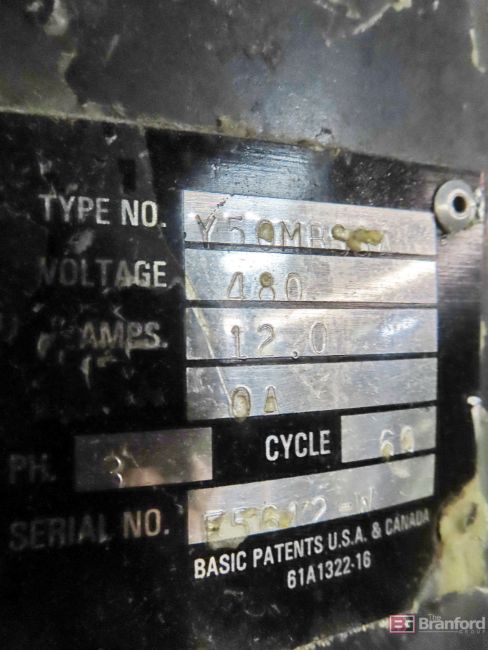 TYPE NO.
VOLTAGE 480
AMPS. 12.0
0A
PH. 3 CYCLE 60
SERIAL NO.
BASIC PATENTS U.S.A. & CANADA
61A1322-16
The Branford GROUP